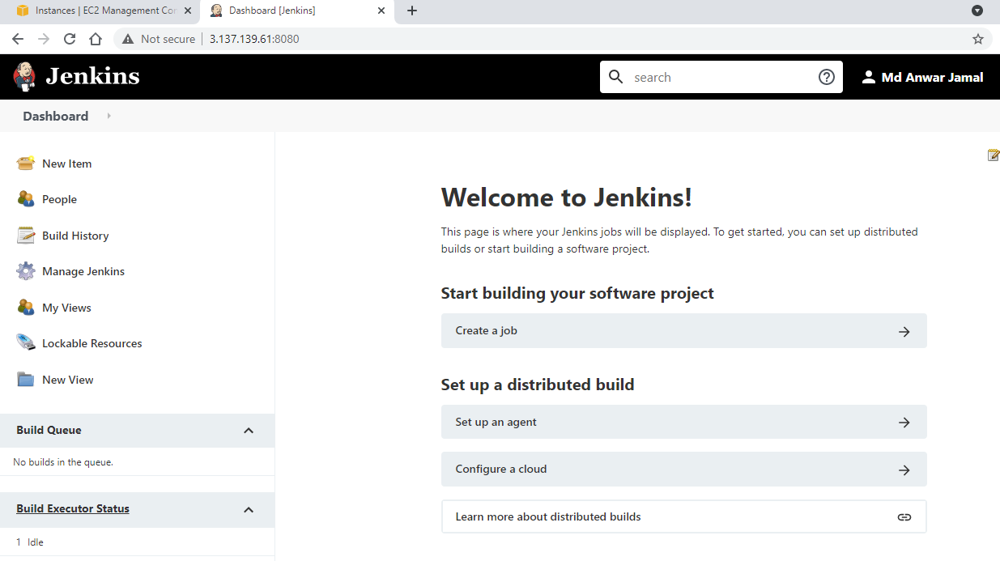 Instances | EC2 Management Con
Dashboard [Jenkins]
Not secure | 3.137.139.61:8080
Jenkins
search
Md Anwar Jamal
Dashboard
New Item
People
Build History
Manage Jenkins
My Views
Lockable Resources
New View
Build Queue
No builds in the queue.
Build Executor Status
1 Idle
Welcome to Jenkins!
This page is where your Jenkins jobs will be displayed. To get started, you can set up distributed
builds or start building a software project.
Start building your software project
Create a job
Set up a distributed build
Set up an agent
Configure a cloud
Learn more about distributed builds